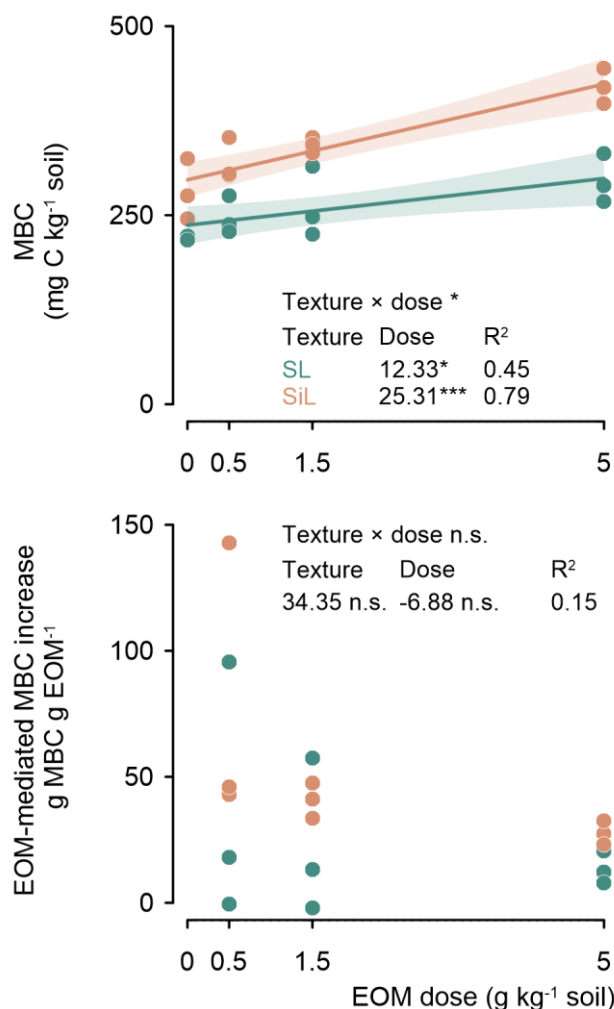 500
250
0
MBC
(mg C kg⁻¹ soil)
Texture × dose *
Texture Dose R²
SL 12.33* 0.45
SiL 25.31*** 0.79
0 0.5 1.5 5
150
100
50
0
EOM-mediated MBC increase
g MBC g EOM⁻¹
Texture × dose n.s.
Texture Dose R²
34.35 n.s. -6.88 n.s. 0.15
0 0.5 1.5 5
EOM dose (g kg⁻¹ soil)